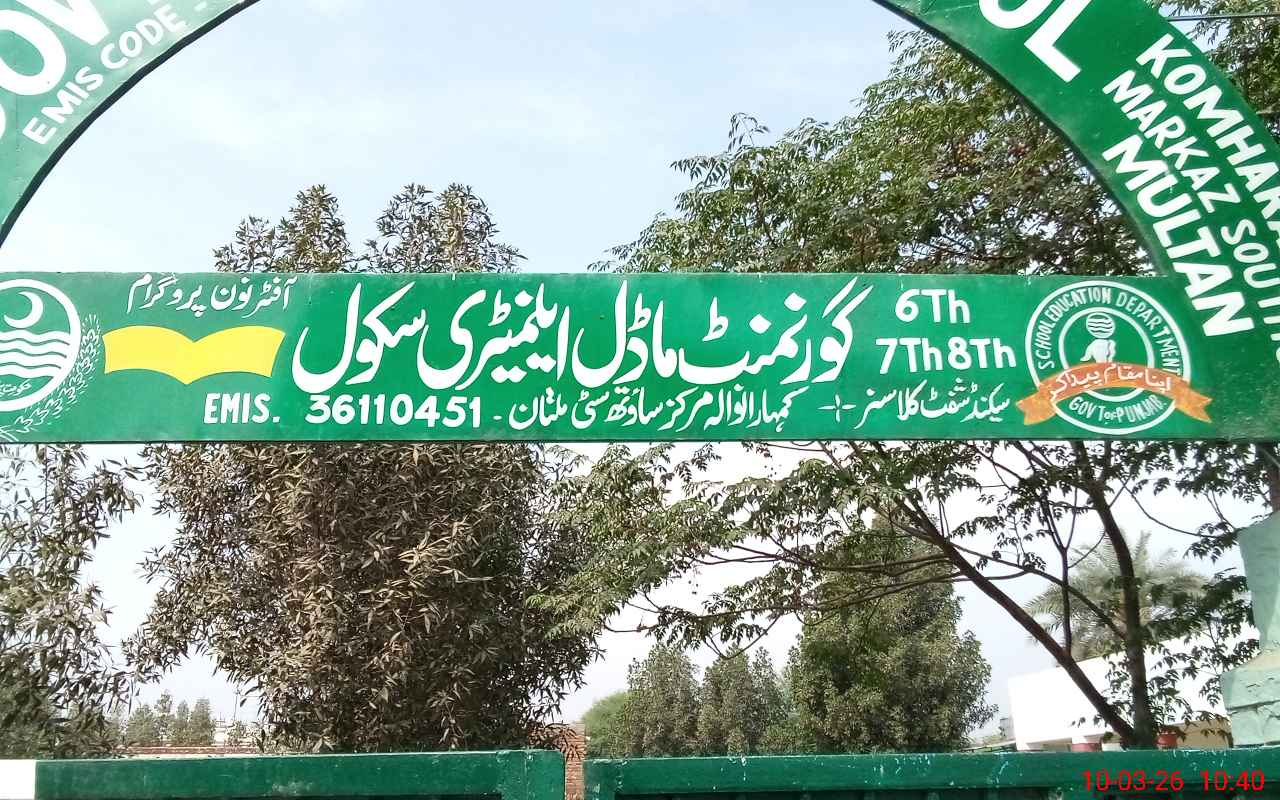 EMIS CODE -
KOMHARA
MARKAZ SOUTH
MULTAN
آفٹر نون پروگرام
گورنمنٹ ماڈل ایلیمنٹری سکول
6Th
7Th 8Th
سیکنڈ شفٹ کلاسنز
کمہارانوالہ مرکز ساؤتھ سٹی ملتان -
EMIS. 36110451
SCHOOL EDUCATION DEPARTMENT
اپنا مقام پیدا کر
GOVT OF PUNJAB
10-03-26 10:40